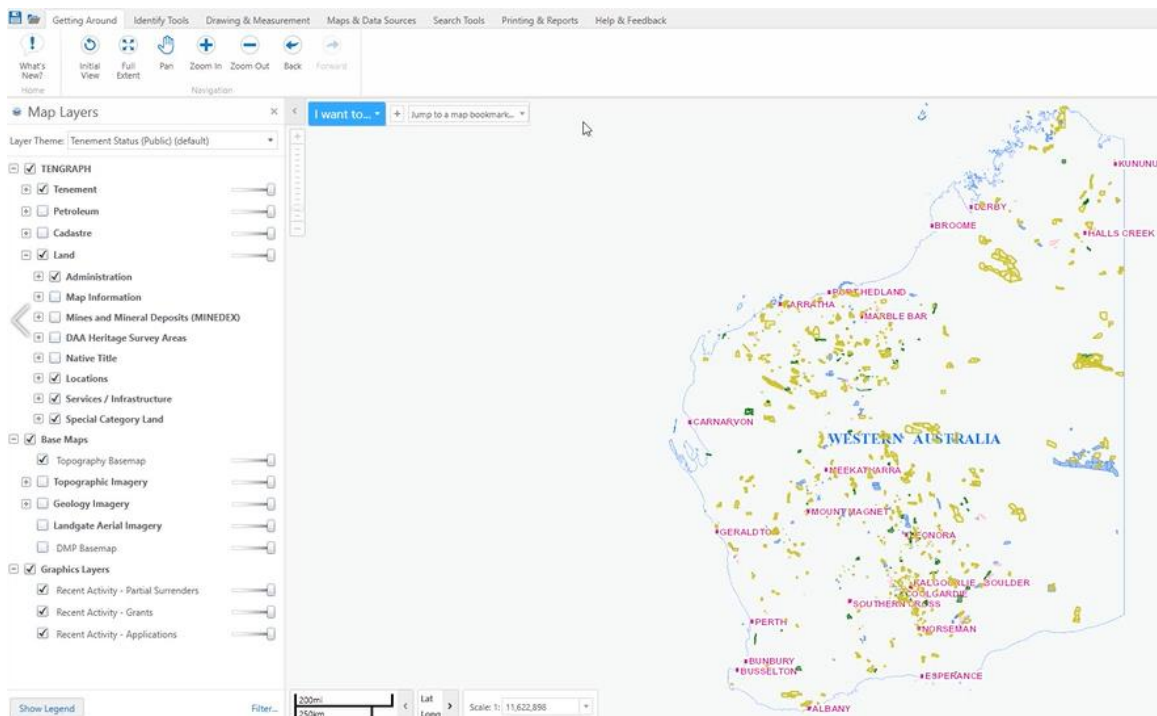 Getting Around Identify Tools Drawing & Measurement Maps & Data Sources Search Tools Printing & Reports Help & Feedback
What's New?
Initial View
Full Extent
Pan
Zoom In
Zoom Out
Back
Forward
Home
Navigation
Map Layers
I want to...
Jump to a map bookmark...
Layer Theme: Tenement Status (Public) (default)
TENGRAPH
Tenement
Petroleum
Cadastre
Land
Administration
Map Information
Mines and Mineral Deposits (MINEDEX)
DAA Heritage Survey Areas
Native Title
Locations
Services / Infrastructure
Special Category Land
Base Maps
Topography Basemap
Topographic Imagery
Geology Imagery
Landgate Aerial Imagery
DMP Basemap
Graphics Layers
Recent Activity - Partial Surrenders
Recent Activity - Grants
Recent Activity - Applications
Show Legend
Filter...
KUNUNU
DERBY
BROOME
HALLS CREEK
HEDLAND
MARBLE BAR
CARNARVON
WESTERN AUSTRALIA
MEEKATHARRA
MOUNT MAGNET
GERALDTO
KALGOORLIE BOULDER
COOLGARDIE
SOUTHERN CROSS
PERTH
NORSEMAN
BUNBURY
BUSSELTON
ESPERANCE
ALBANY
200mi
250km
Lat
Long
Scale: 1: 11,622,898